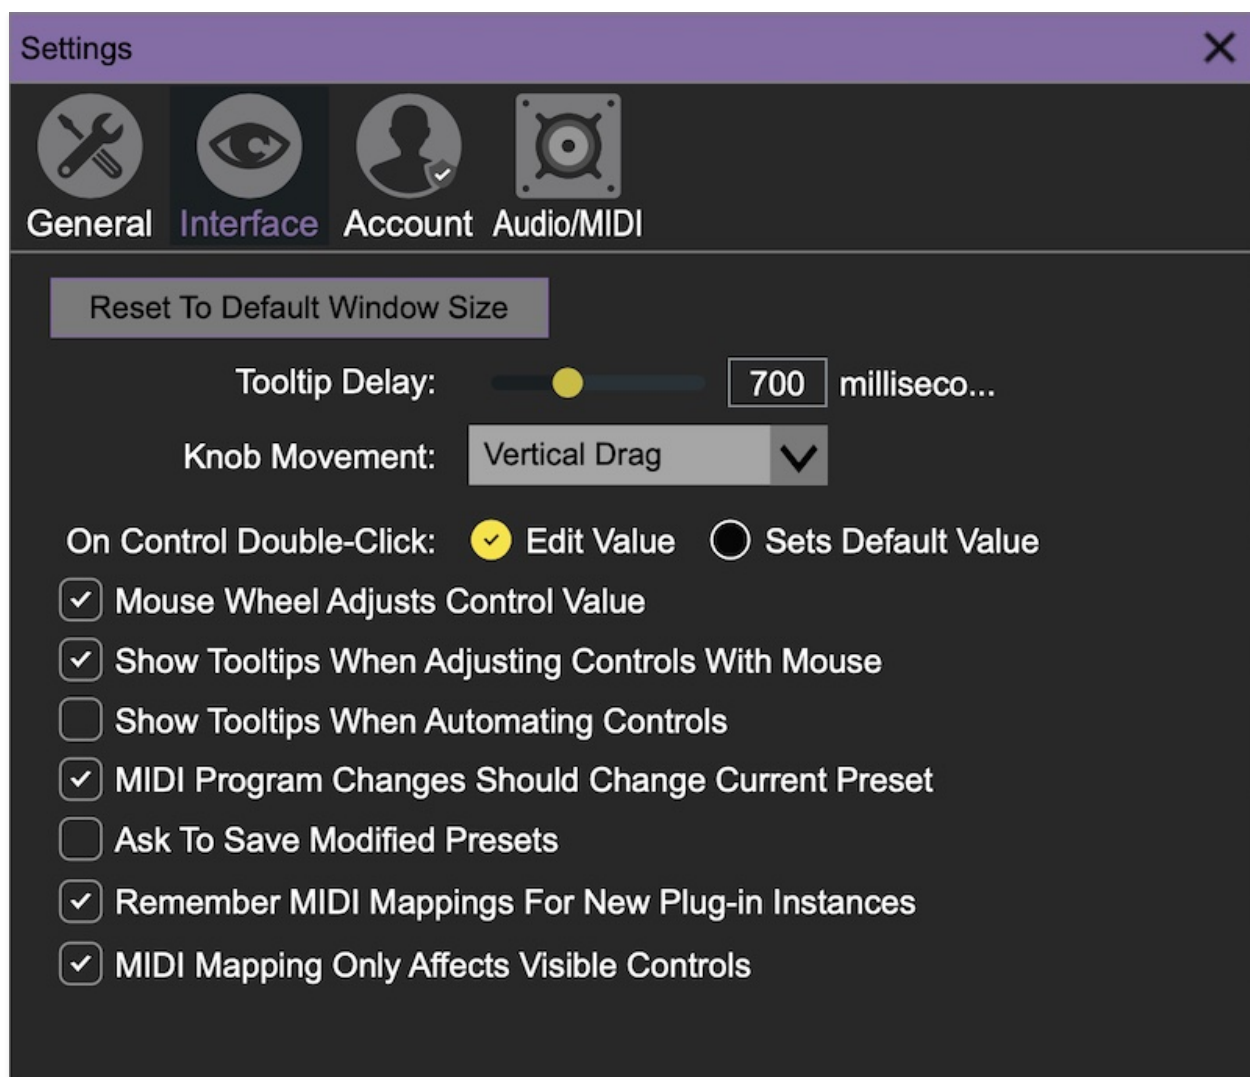 Settings
General Interface Account Audio/MIDI
Reset To Default Window Size
Tooltip Delay: 700 milliseco...
Knob Movement: Vertical Drag
On Control Double-Click: Edit Value Sets Default Value
Mouse Wheel Adjusts Control Value
Show Tooltips When Adjusting Controls With Mouse
Show Tooltips When Automating Controls
MIDI Program Changes Should Change Current Preset
Ask To Save Modified Presets
Remember MIDI Mappings For New Plug-in Instances
MIDI Mapping Only Affects Visible Controls